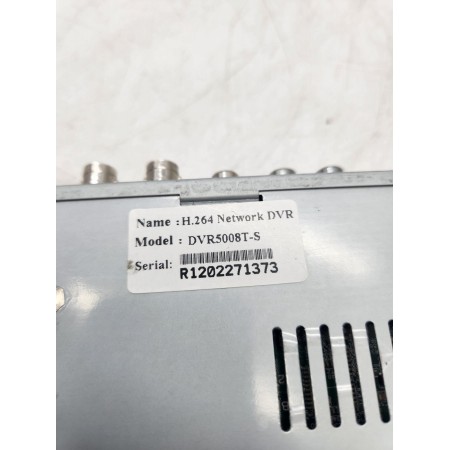 Name :H.264 Network DVR
Model : DVR5008T-S
Serial:
R1202271373